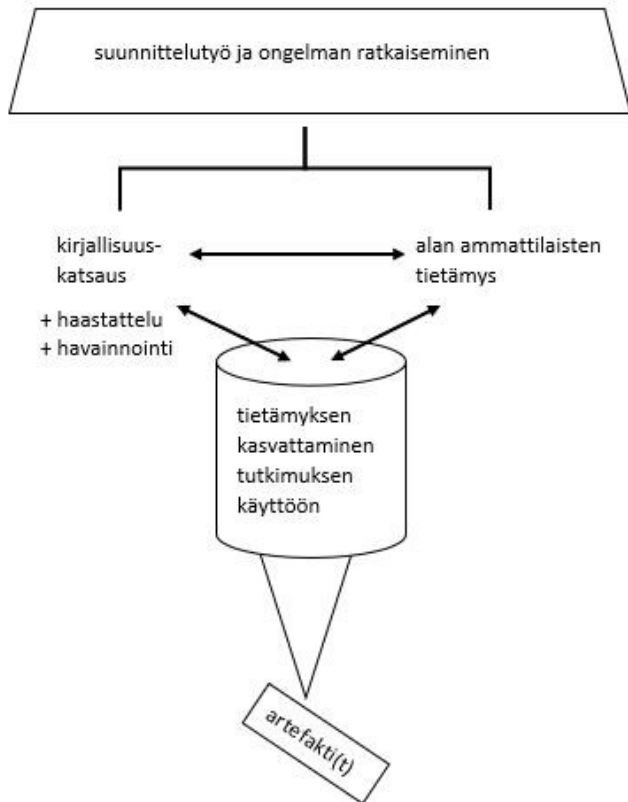 suunnittelutyö ja ongelman ratkaiseminen
kirjallisuus-
katsaus
+ haastattelu
+ havainnointi
alan ammattilaisten
tietämys
tietämyksen
kasvattaminen
tutkimuksen
käyttöön
artefakti(t)